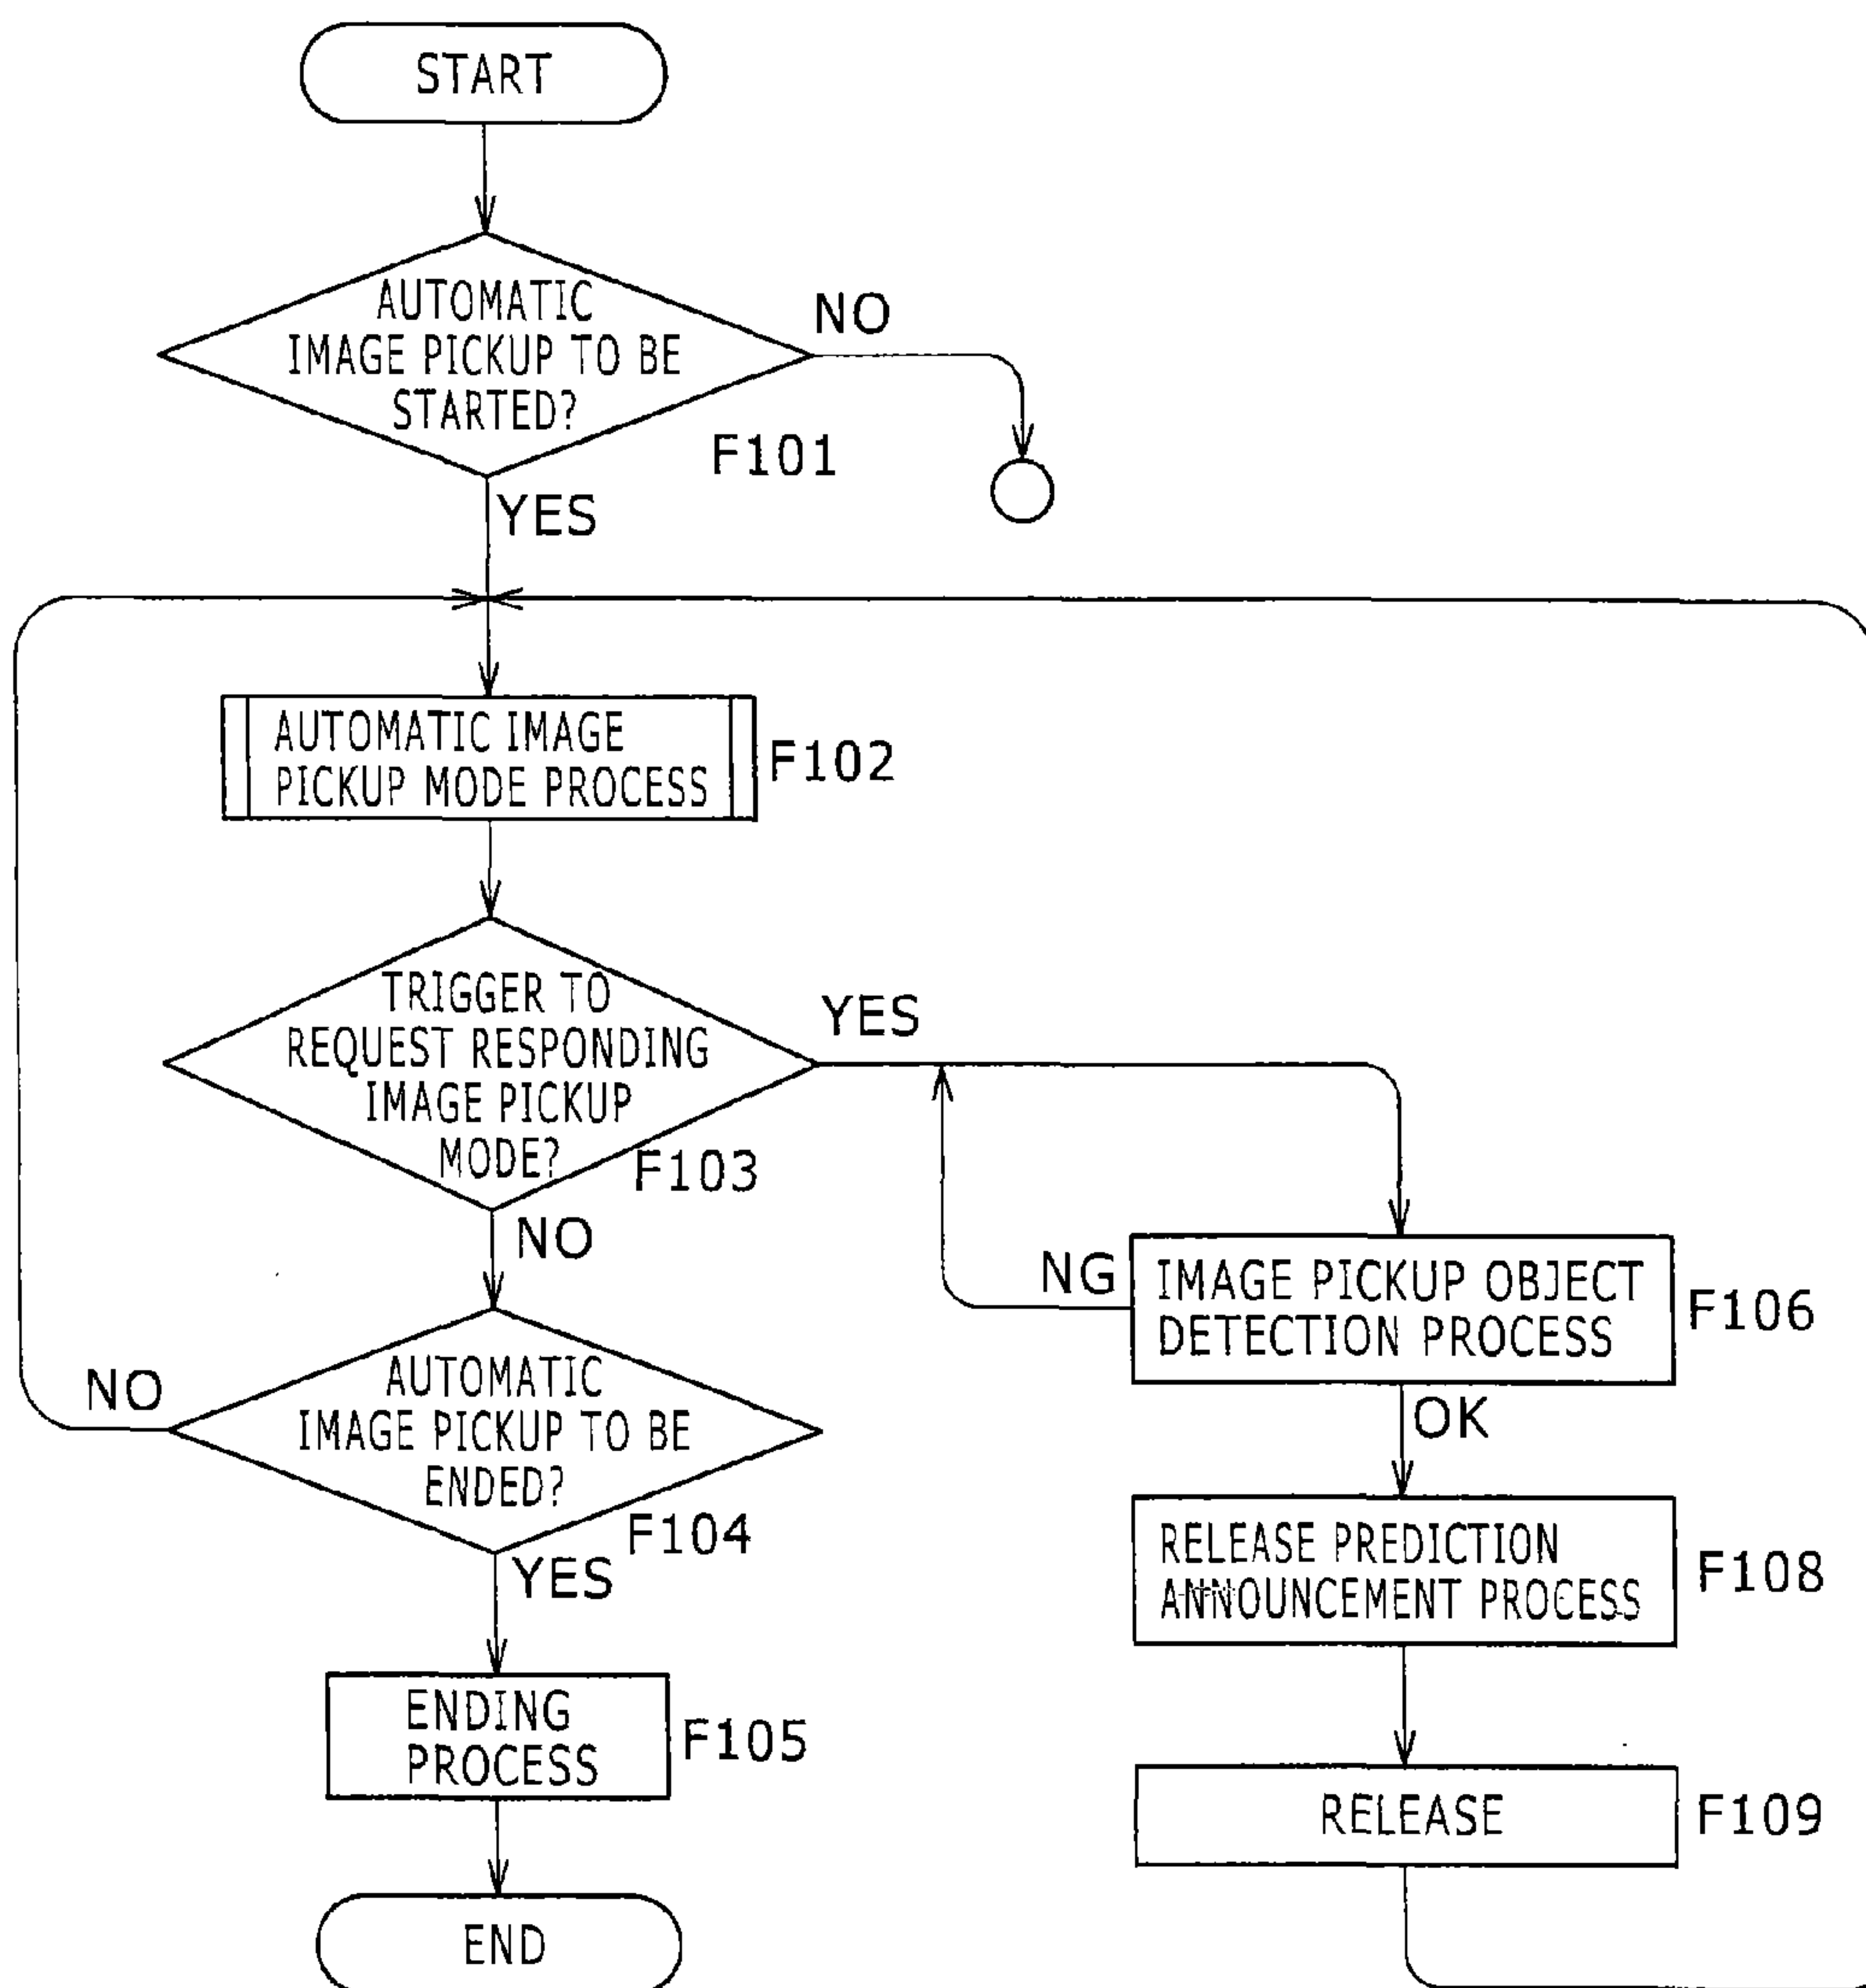 START
AUTOMATIC
IMAGE PICKUP TO BE
STARTED?
NO
F101
YES
AUTOMATIC IMAGE
PICKUP MODE PROCESS
F102
TRIGGER TO
REQUEST RESPONDING
IMAGE PICKUP
MODE?
YES
F103
NO
NG
IMAGE PICKUP OBJECT
DETECTION PROCESS
F106
OK
AUTOMATIC
IMAGE PICKUP TO BE
ENDED?
NO
F104
YES
RELEASE PREDICTION
ANNOUNCEMENT PROCESS
F108
ENDING
PROCESS
F105
RELEASE
F109
END